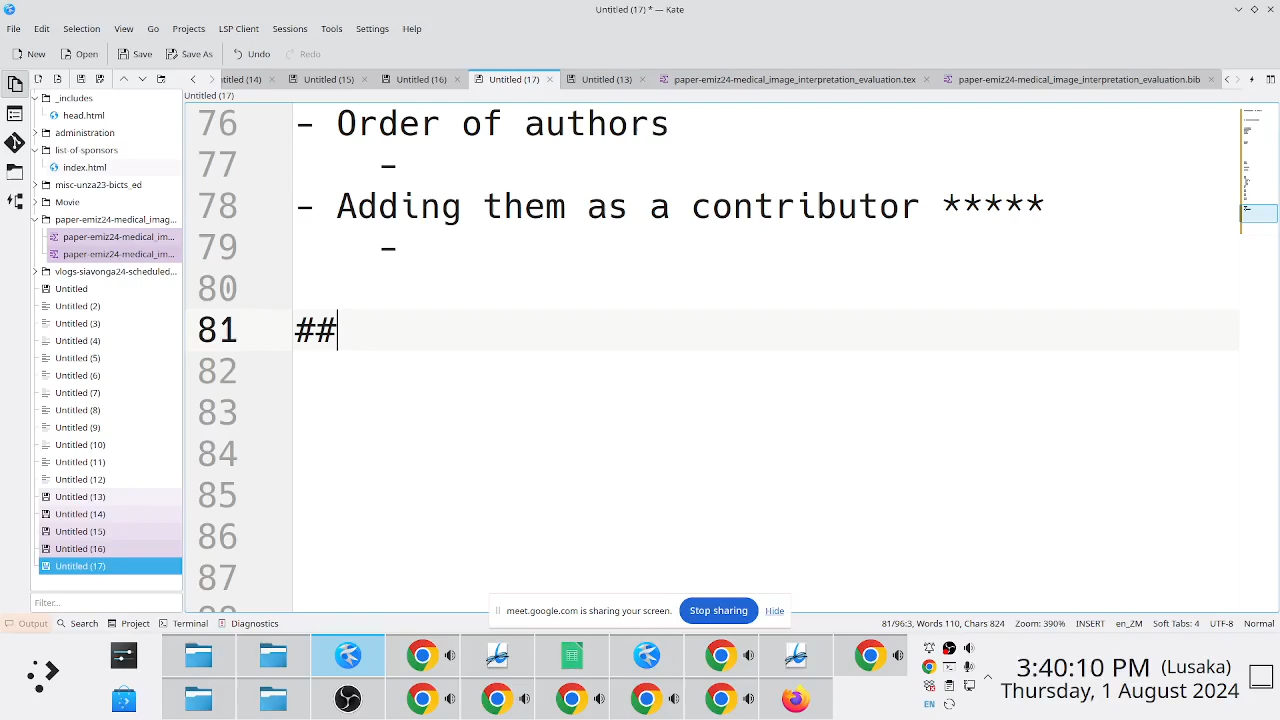 Untitled (17) * — Kate
File Edit Selection View Go Projects LSP Client Sessions Tools Settings Help
New Open Save Save As Undo Redo
titled (14) Untitled (15) Untitled (16) Untitled (17) Untitled (13) paper-emiz24-medical_image_interpretation_evaluation.tex paper-emiz24-medical_image_interpretation_evaluation.bib
Untitled (17)
_includes
head.html
administration
list-of-sponsors
index.html
misc-unza23-bicts_ed
Movie
paper-emiz24-medical_imag...
paper-emiz24-medical_im...
paper-emiz24-medical_im...
vlogs-siavonga24-scheduled...
Untitled
Untitled (2)
Untitled (3)
Untitled (4)
Untitled (5)
Untitled (6)
Untitled (7)
Untitled (8)
Untitled (9)
Untitled (10)
Untitled (11)
Untitled (12)
Untitled (13)
Untitled (14)
Untitled (15)
Untitled (16)
Untitled (17)
Filter...
76 - Order of authors
77 -
78 - Adding them as a contributor *****
79 -
80
81 ##
82
83
84
85
86
87
meet.google.com is sharing your screen. Stop sharing Hide
Output Search Project Terminal Diagnostics 81/96:3, Words 110, Chars 824 Zoom: 390% INSERT en_ZM Soft Tabs: 4 UTF-8 Normal
3:40:10 PM (Lusaka)
Thursday, 1 August 2024
EN